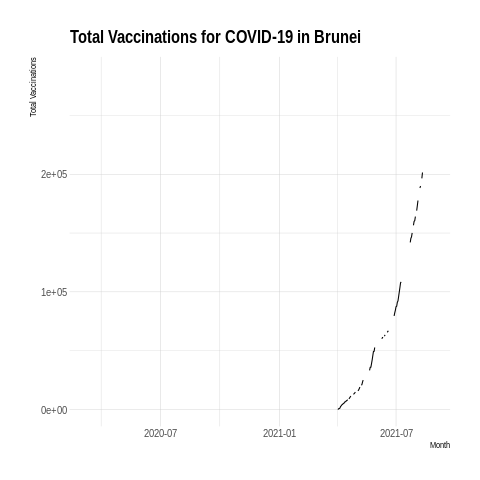 Total Vaccinations for COVID-19 in Brunei
Total Vaccinations
2e+05
1e+05
0e+00
2020-07 2021-01 2021-07
Month